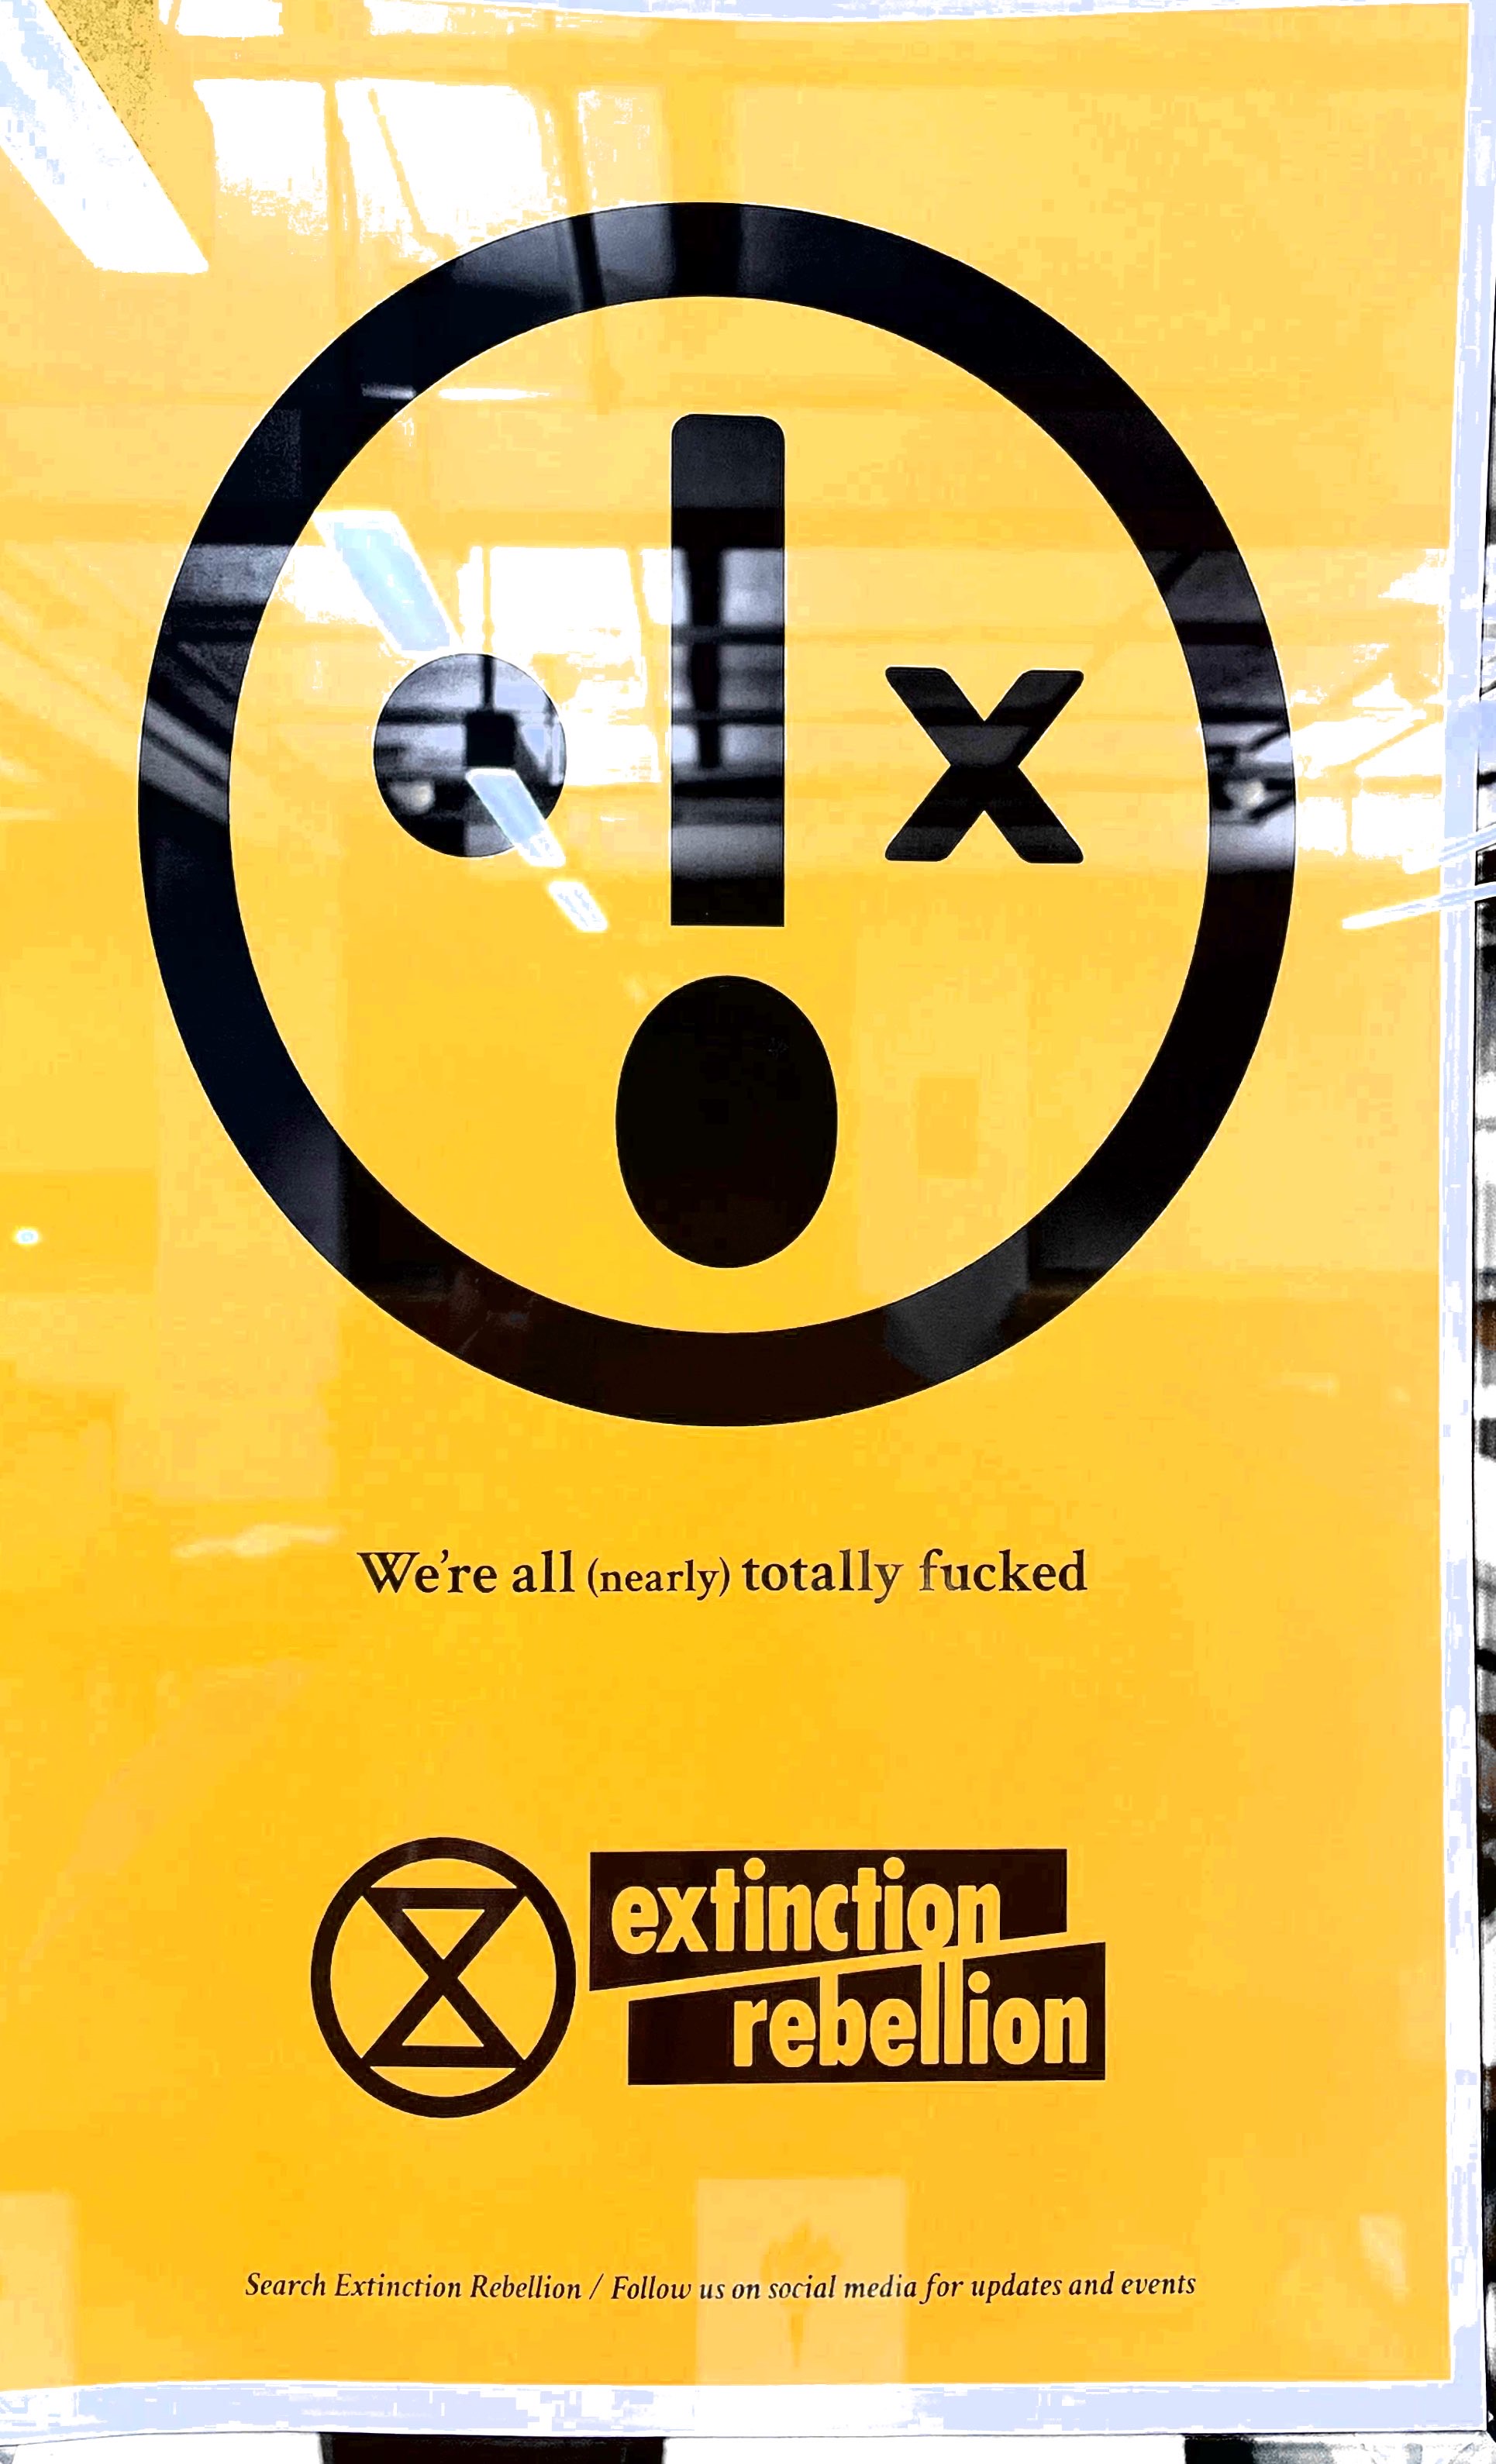 We're all (nearly) totally fucked
extinction
rebellion
Search Extinction Rebellion / Follow us on social media for updates and events